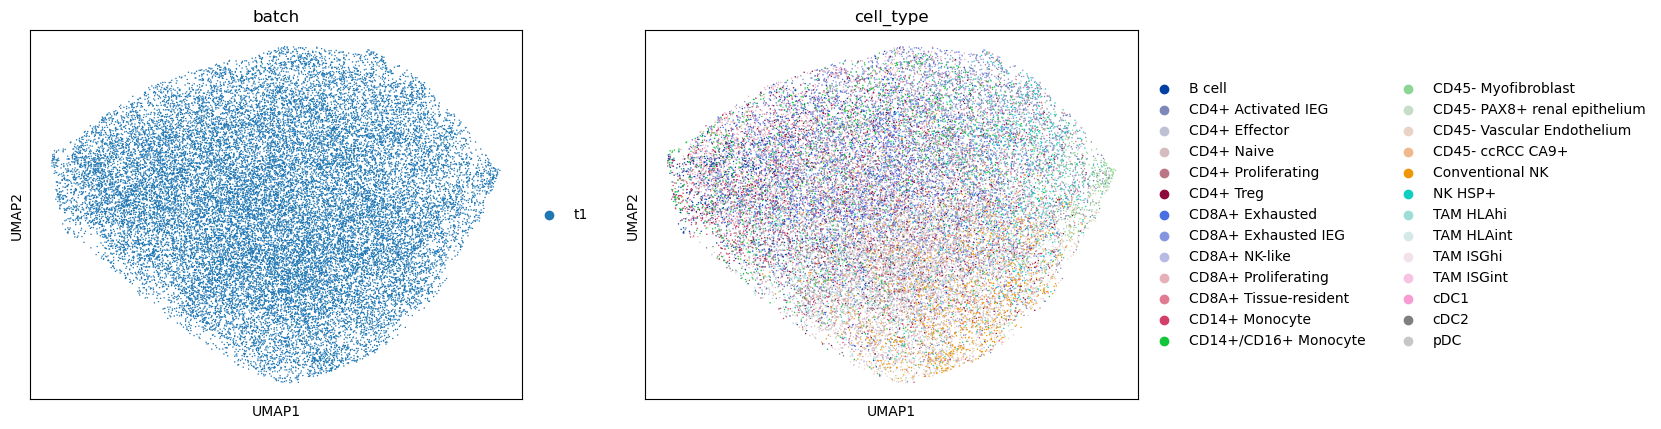 batch
UMAP2
UMAP1
t1
cell_type
UMAP2
UMAP1
B cell
CD4+ Activated IEG
CD4+ Effector
CD4+ Naive
CD4+ Proliferating
CD4+ Treg
CD8A+ Exhausted
CD8A+ Exhausted IEG
CD8A+ NK-like
CD8A+ Proliferating
CD8A+ Tissue-resident
CD14+ Monocyte
CD14+/CD16+ Monocyte
CD45- Myofibroblast
CD45- PAX8+ renal epithelium
CD45- Vascular Endothelium
CD45- ccRCC CA9+
Conventional NK
NK HSP+
TAM HLAhi
TAM HLAint
TAM ISGhi
TAM ISGint
cDC1
cDC2
pDC